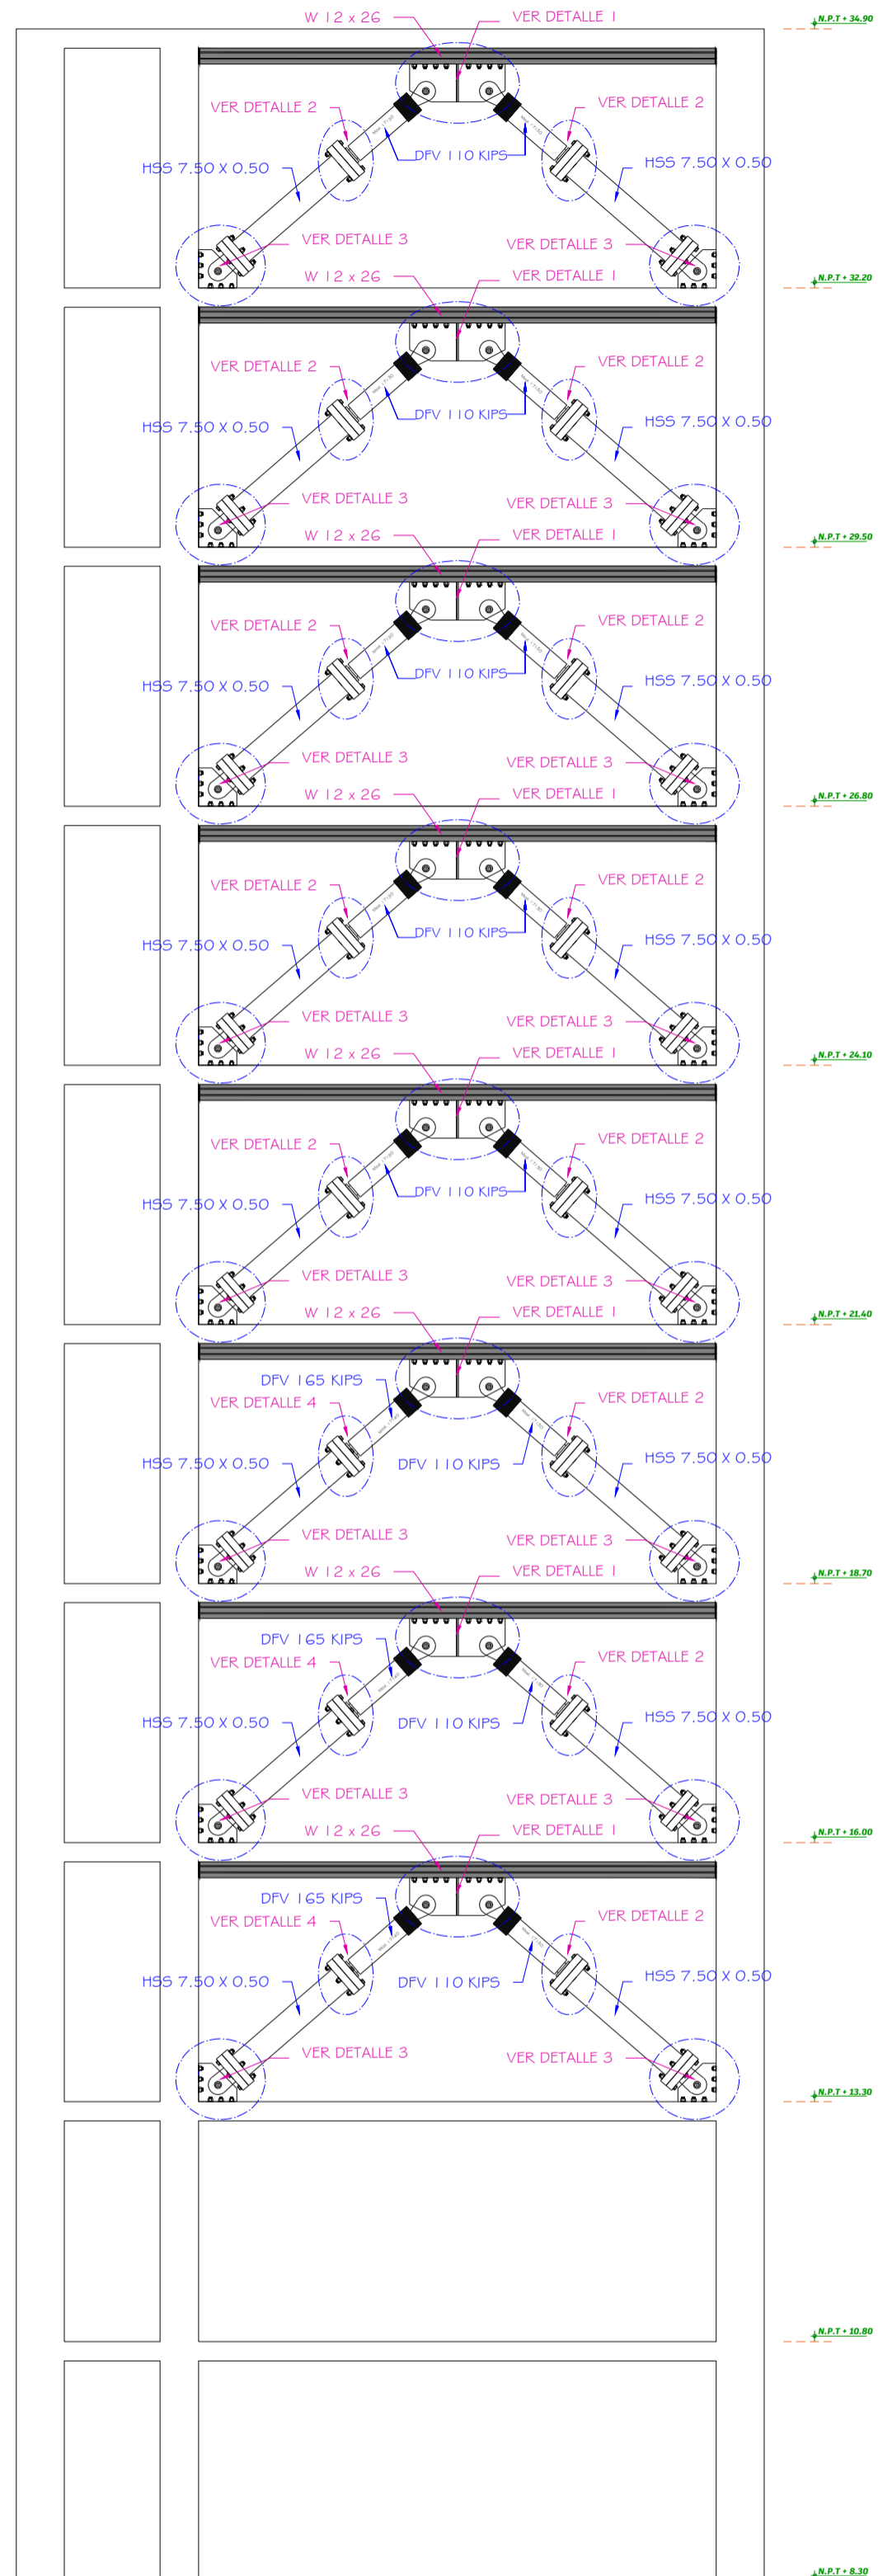 W 12 x 26
VER DETALLE 1
N.P.T + 34.90
VER DETALLE 2
VER DETALLE 2
DFV 110 KIPS
HSS 7.50 X 0.50
HSS 7.50 X 0.50
VER DETALLE 3
VER DETALLE 3
W 12 x 26
VER DETALLE 1
N.P.T + 32.20
VER DETALLE 2
VER DETALLE 2
DFV 110 KIPS
HSS 7.50 X 0.50
HSS 7.50 X 0.50
VER DETALLE 3
VER DETALLE 3
W 12 x 26
VER DETALLE 1
N.P.T + 29.50
VER DETALLE 2
VER DETALLE 2
DFV 110 KIPS
HSS 7.50 X 0.50
HSS 7.50 X 0.50
VER DETALLE 3
VER DETALLE 3
W 12 x 26
VER DETALLE 1
N.P.T + 26.80
VER DETALLE 2
VER DETALLE 2
DFV 110 KIPS
HSS 7.50 X 0.50
HSS 7.50 X 0.50
VER DETALLE 3
VER DETALLE 3
W 12 x 26
VER DETALLE 1
N.P.T + 24.10
VER DETALLE 2
VER DETALLE 2
DFV 110 KIPS
HSS 7.50 X 0.50
HSS 7.50 X 0.50
VER DETALLE 3
VER DETALLE 3
W 12 x 26
VER DETALLE 1
N.P.T + 21.40
DFV 165 KIPS
VER DETALLE 4
VER DETALLE 2
HSS 7.50 X 0.50
DFV 110 KIPS
HSS 7.50 X 0.50
VER DETALLE 3
VER DETALLE 3
W 12 x 26
VER DETALLE 1
N.P.T + 18.70
DFV 165 KIPS
VER DETALLE 4
VER DETALLE 2
HSS 7.50 X 0.50
DFV 110 KIPS
HSS 7.50 X 0.50
VER DETALLE 3
VER DETALLE 3
W 12 x 26
VER DETALLE 1
N.P.T + 16.00
DFV 165 KIPS
VER DETALLE 4
VER DETALLE 2
HSS 7.50 X 0.50
DFV 110 KIPS
HSS 7.50 X 0.50
VER DETALLE 3
VER DETALLE 3
N.P.T + 13.30
N.P.T + 10.80
N.P.T + 8.30